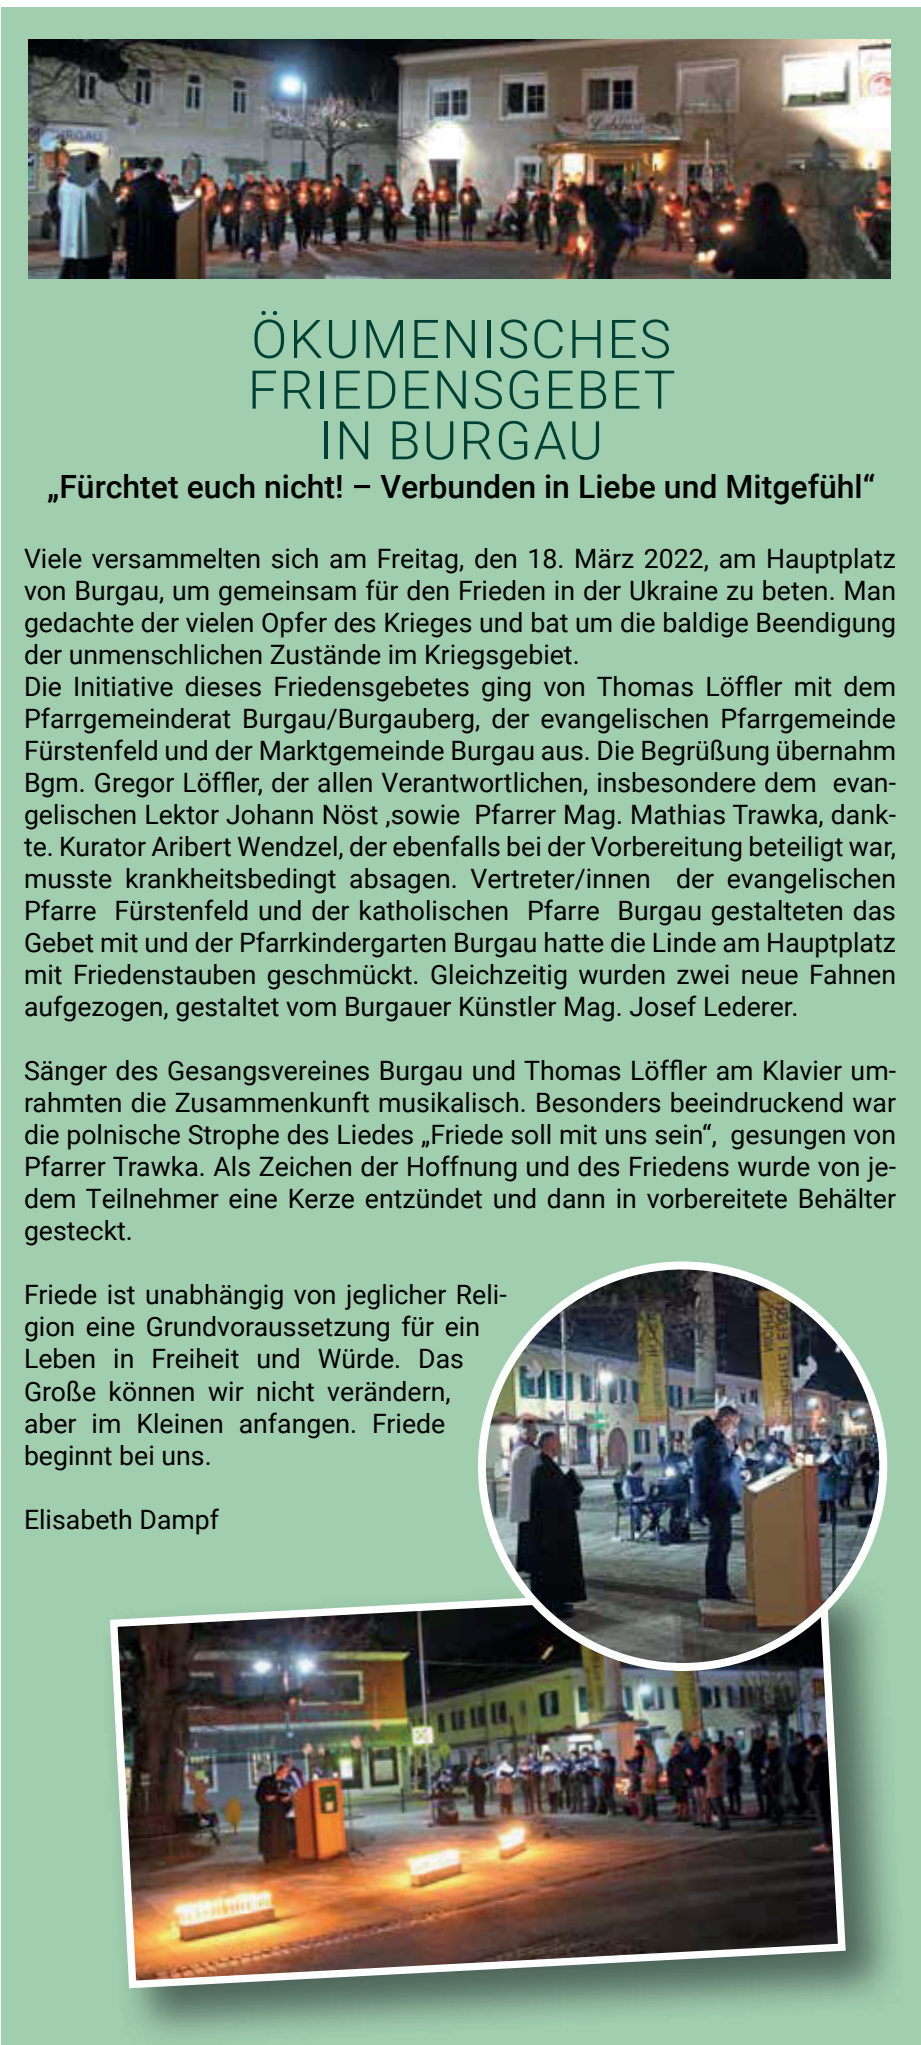 BURGAU
ÖKUMENISCHES
FRIEDENSGEBET
IN BURGAU
„Fürchtet euch nicht! – Verbunden in Liebe und Mitgefühl“
Viele versammelten sich am Freitag, den 18. März 2022, am Hauptplatz
von Burgau, um gemeinsam für den Frieden in der Ukraine zu beten. Man
gedachte der vielen Opfer des Krieges und bat um die baldige Beendigung
der unmenschlichen Zustände im Kriegsgebiet.
Die Initiative dieses Friedensgebetes ging von Thomas Löffler mit dem
Pfarrgemeinderat Burgau/Burgauberg, der evangelischen Pfarrgemeinde
Fürstenfeld und der Marktgemeinde Burgau aus. Die Begrüßung übernahm
Bgm. Gregor Löffler, der allen Verantwortlichen, insbesondere dem  evan-
gelischen Lektor Johann Nöst ,sowie  Pfarrer Mag. Mathias Trawka, dank-
te. Kurator Aribert Wendzel, der ebenfalls bei der Vorbereitung beteiligt war,
musste krankheitsbedingt absagen. Vertreter/innen  der evangelischen
Pfarre  Fürstenfeld und der katholischen  Pfarre  Burgau gestalteten das
Gebet mit und der Pfarrkindergarten Burgau hatte die Linde am Hauptplatz
mit Friedenstauben geschmückt. Gleichzeitig wurden zwei neue Fahnen
aufgezogen, gestaltet vom Burgauer Künstler Mag. Josef Lederer.
Sänger des Gesangsvereines Burgau und Thomas Löffler am Klavier um-
rahmten die Zusammenkunft musikalisch. Besonders beeindruckend war
die polnische Strophe des Liedes „Friede soll mit uns sein“,  gesungen von
Pfarrer Trawka. Als Zeichen der Hoffnung und des Friedens wurde von je-
dem Teilnehmer eine Kerze entzündet und dann in vorbereitete Behälter
gesteckt.
Friede ist unabhängig von jeglicher Reli-
gion eine Grundvoraussetzung für ein
Leben in Freiheit und Würde. Das
Große können wir nicht verändern,
aber im Kleinen anfangen. Friede
beginnt bei uns.
Elisabeth Dampf